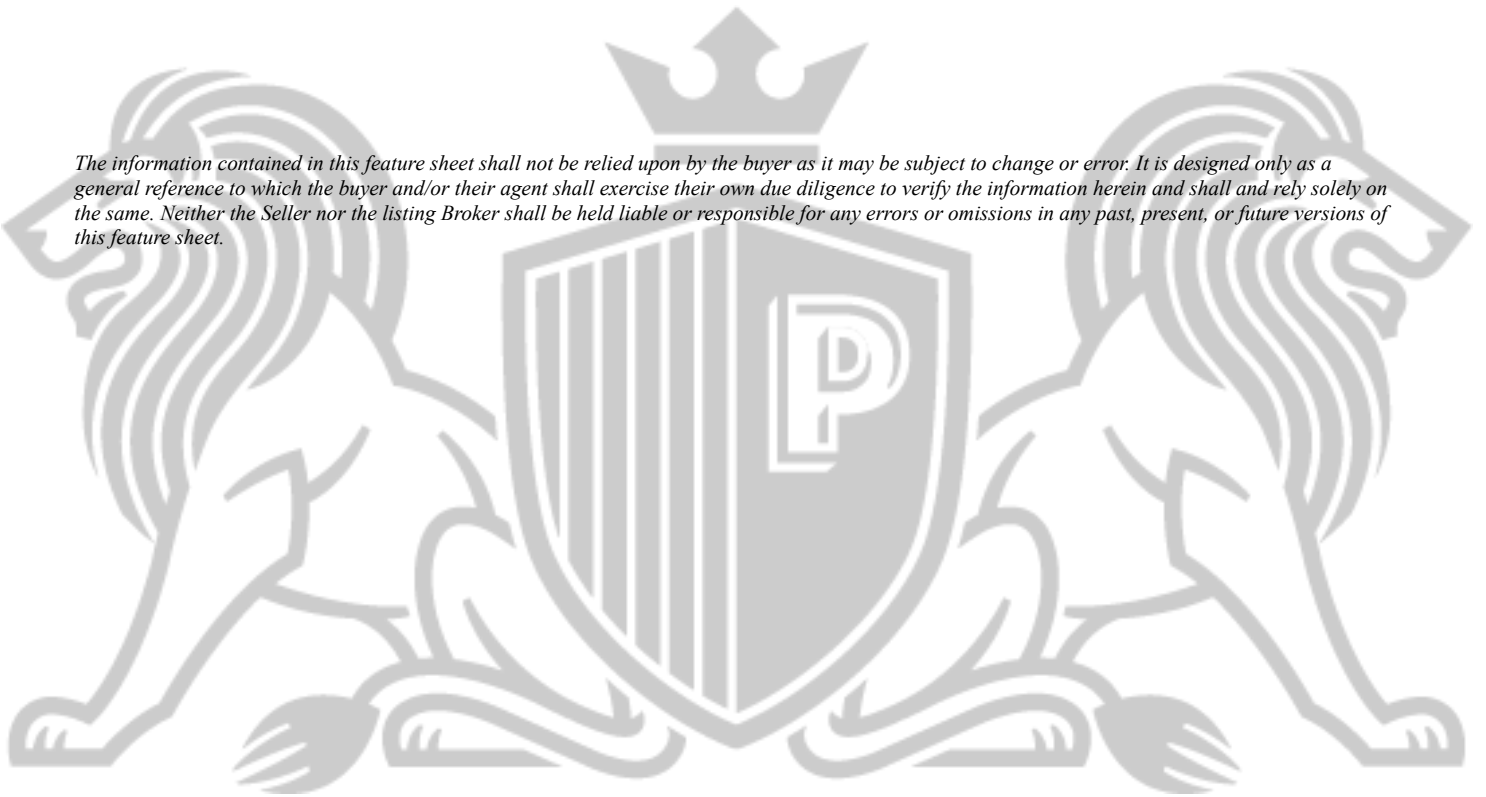 The information contained in this feature sheet shall not be relied upon by the buyer as it may be subject to change or error. It is designed only as a
general reference to which the buyer and/or their agent shall exercise their own due diligence to verify the information herein and shall and rely solely on
the same. Neither the Seller nor the listing Broker shall be held liable or responsible for any errors or omissions in any past, present, or future versions of
this feature sheet.
P